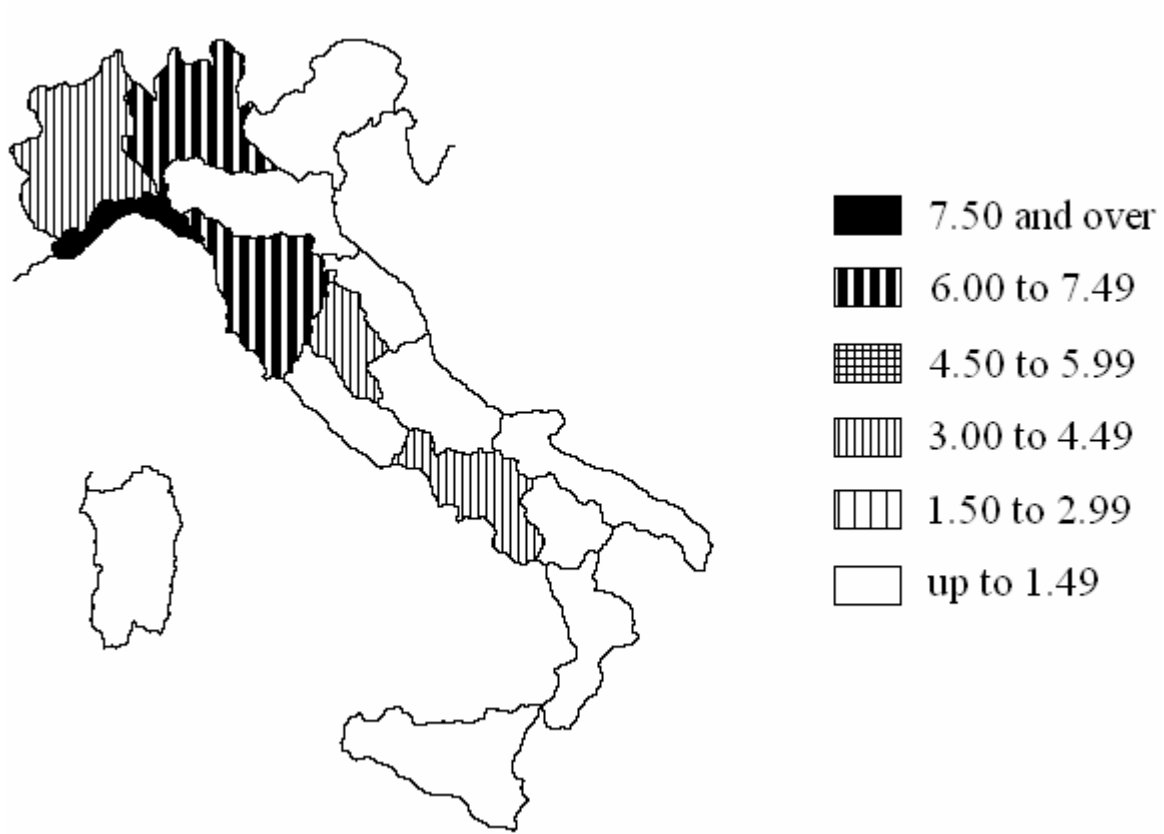 7.50 and over
6.00 to 7.49
4.50 to 5.99
3.00 to 4.49
1.50 to 2.99
up to 1.49